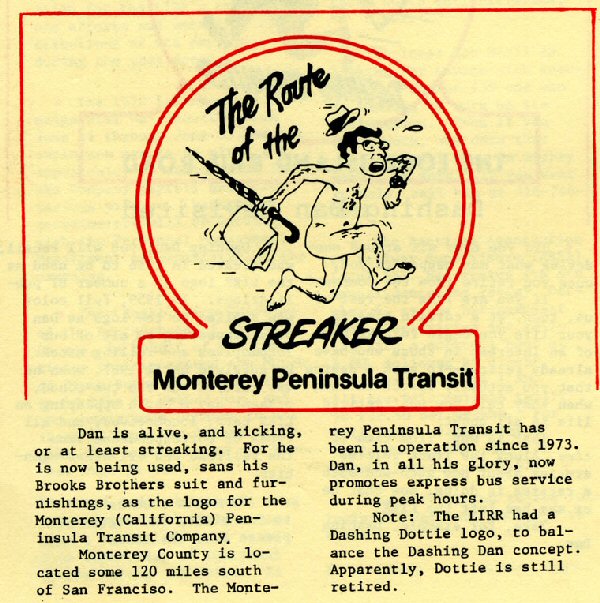 The Route
of the
STREAKER
Monterey Peninsula Transit
Dan is alive, and kicking,
or at least streaking. For he
is now being used, sans his
Brooks Brothers suit and fur-
nishings, as the logo for the
Monterey (California) Pen-
insula Transit Company.
Monterey County is lo-
cated some 120 miles south
of San Franciso. The Monte-
rey Peninsula Transit has
been in operation since 1973.
Dan, in all his glory, now
promotes express bus service
during peak hours.
Note: The LIRR had a
Dashing Dottie logo, to bal-
ance the Dashing Dan concept.
Apparently, Dottie is still
retired.